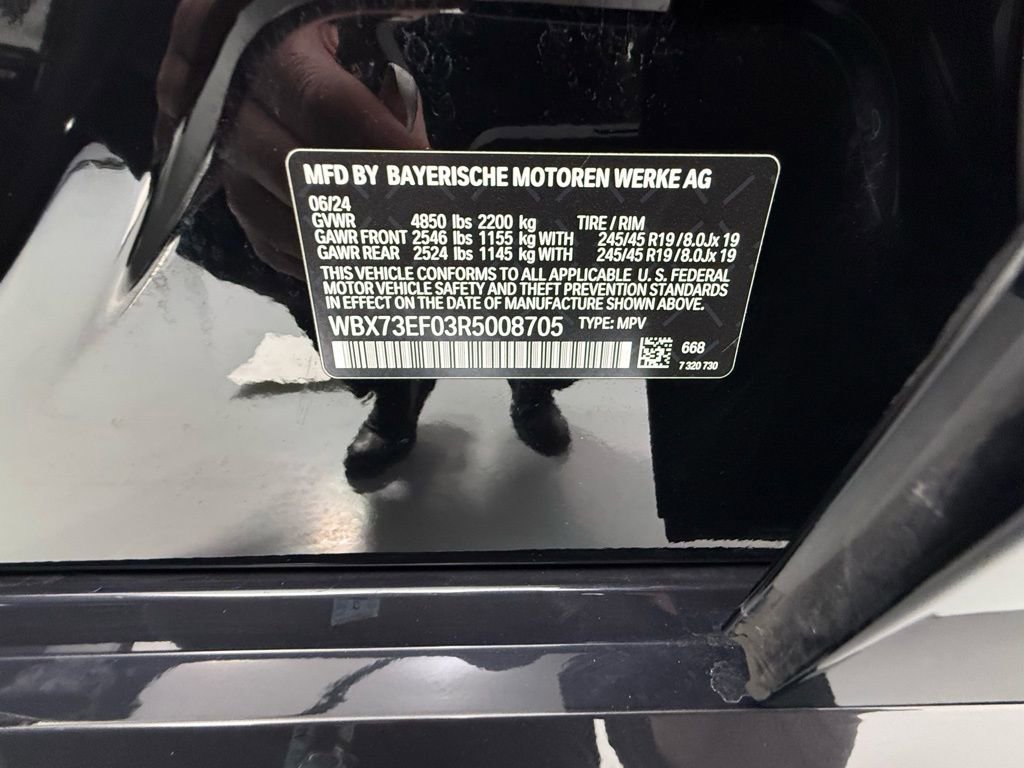 MFD BY BAYERISCHE MOTOREN WERKE AG
06/24
GVWR 4850 lbs 2200 kg TIRE / RIM
GAWR FRONT 2546 lbs 1155 kg WITH 245/45 R19 / 8.0Jx 19
GAWR REAR 2524 lbs 1145 kg WITH 245/45 R19 / 8.0Jx 19
THIS VEHICLE CONFORMS TO ALL APPLICABLE U. S. FEDERAL
MOTOR VEHICLE SAFETY AND THEFT PREVENTION STANDARDS
IN EFFECT ON THE DATE OF MANUFACTURE SHOWN ABOVE.
WBX73EF03R5008705 TYPE: MPV
668
7 320 730